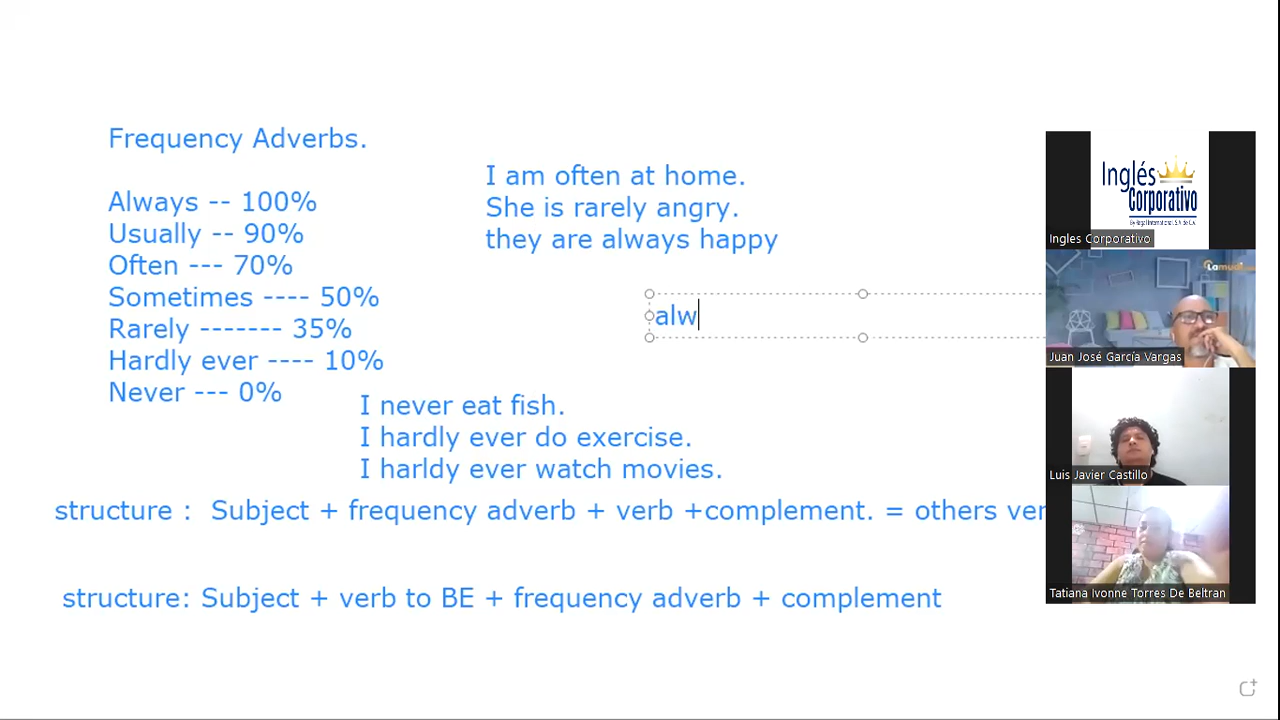 Frequency Adverbs.
Always -- 100%
Usually -- 90%
Often --- 70%
Sometimes ---- 50%
Rarely ------- 35%
Hardly ever ---- 10%
Never --- 0%
I am often at home.
She is rarely angry.
they are always happy
alw
I never eat fish.
I hardly ever do exercise.
I harldy ever watch movies.
structure : Subject + frequency adverb + verb +complement. = others ver
structure: Subject + verb to BE + frequency adverb + complement
Inglés
Corporativo
Ingles Corporativo
Juan José García Vargas
Luis Javier Castillo
Tatiana Ivonne Torres De Beltran